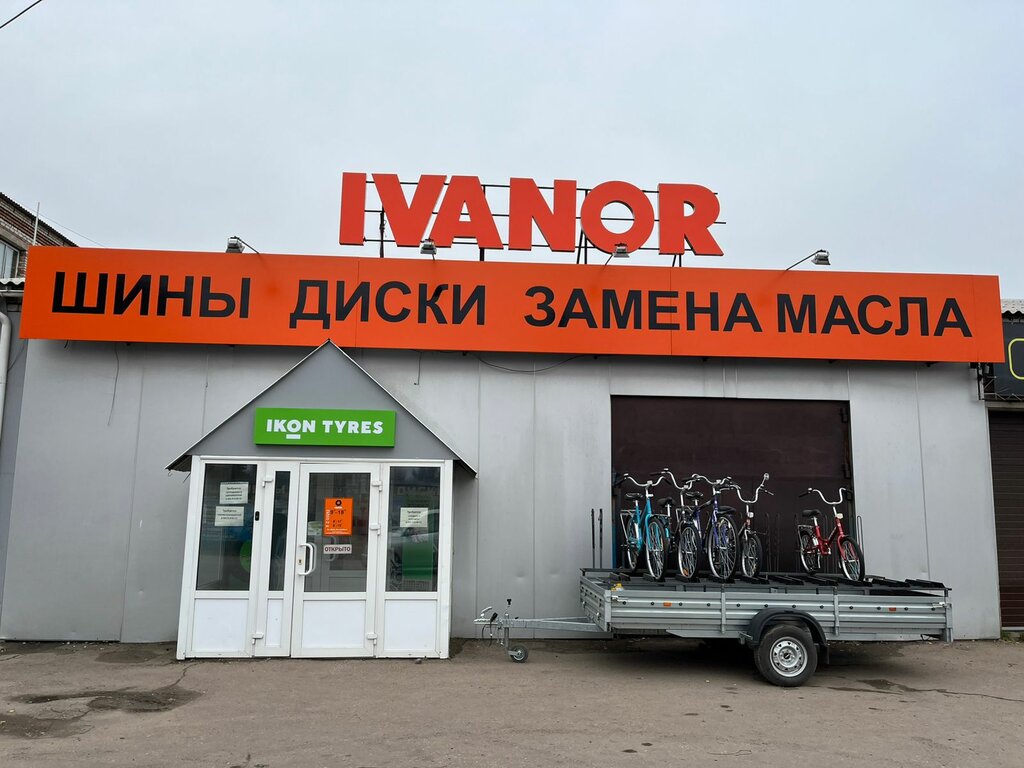 IVANOR
ШИНЫ ДИСКИ ЗАМЕНА МАСЛА
IKON TYRES
ОТКРЫТО